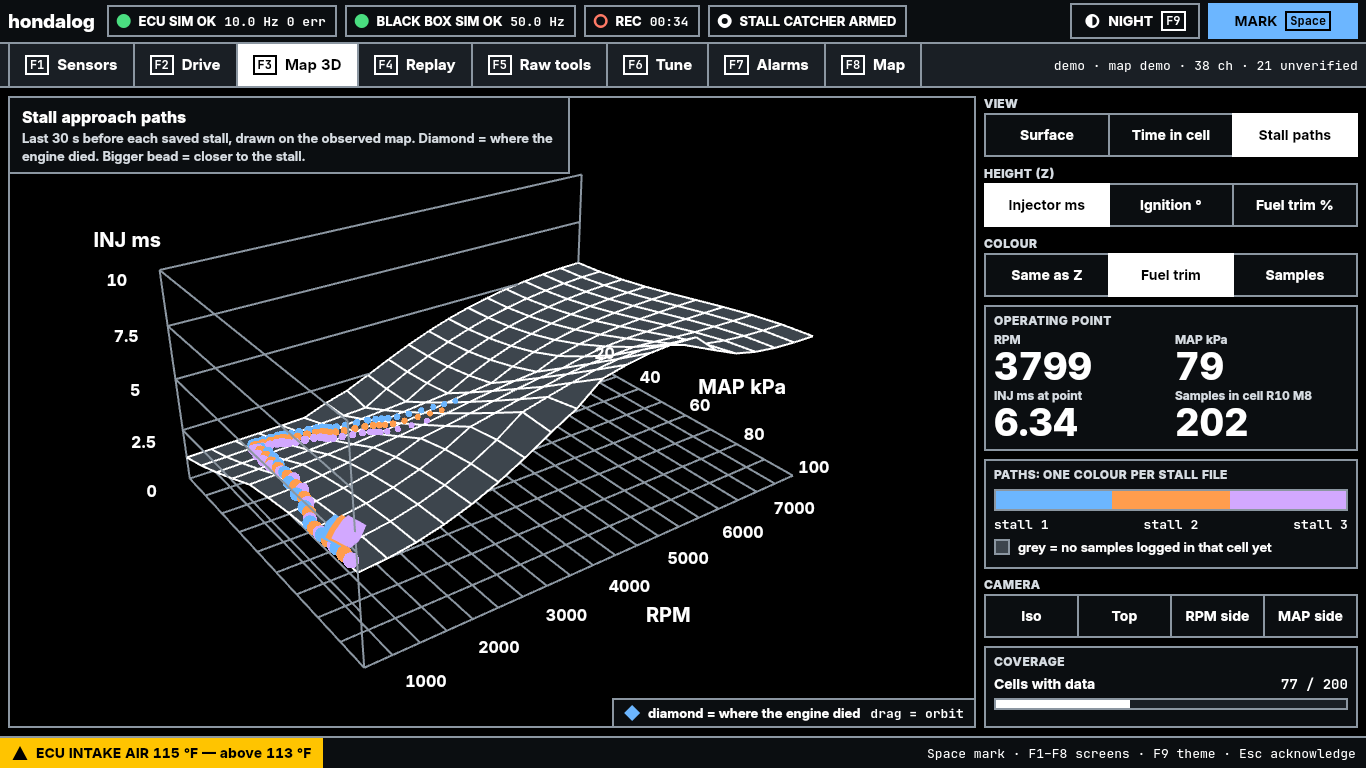 hondalog
ECU SIM OK 10.0 Hz 0 err
BLACK BOX SIM OK 50.0 Hz
REC 00:34
STALL CATCHER ARMED
NIGHT F9
MARK Space
F1 Sensors
F2 Drive
F3 Map 3D
F4 Replay
F5 Raw tools
F6 Tune
F7 Alarms
F8 Map
demo · map demo · 38 ch · 21 unverified
Stall approach paths
Last 30 s before each saved stall, drawn on the observed map. Diamond = where the
engine died. Bigger bead = closer to the stall.
INJ ms
10
7.5
5
2.5
0
20
40
60
80
100
MAP kPa
7000
6000
5000
4000
3000
2000
1000
RPM
diamond = where the engine died drag = orbit
VIEW
Surface
Time in cell
Stall paths
HEIGHT (Z)
Injector ms
Ignition °
Fuel trim %
COLOUR
Same as Z
Fuel trim
Samples
OPERATING POINT
RPM
MAP kPa
3799
79
INJ ms at point
Samples in cell R10 M8
6.34
202
PATHS: ONE COLOUR PER STALL FILE
stall 1
stall 2
stall 3
grey = no samples logged in that cell yet
CAMERA
Iso
Top
RPM side
MAP side
COVERAGE
Cells with data
77 / 200
ECU INTAKE AIR 115 °F — above 113 °F
Space mark · F1–F8 screens · F9 theme · Esc acknowledge